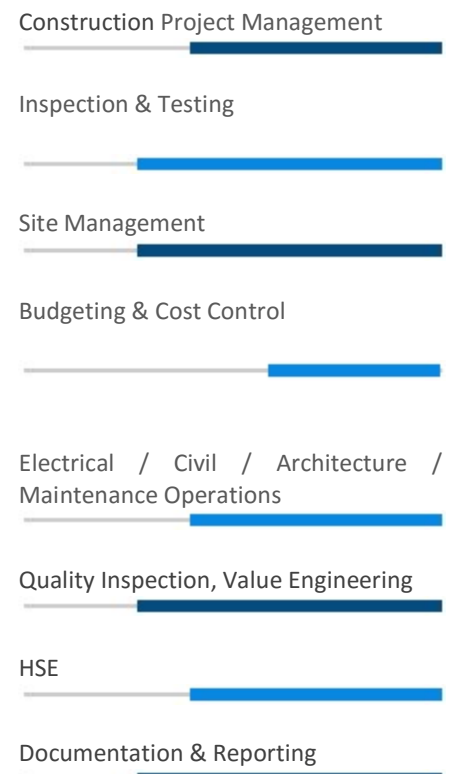 Construction Project Management
Inspection & Testing
Site Management
Budgeting & Cost Control
Electrical / Civil / Architecture /
Maintenance Operations
Quality Inspection, Value Engineering
HSE
Documentation & Reporting